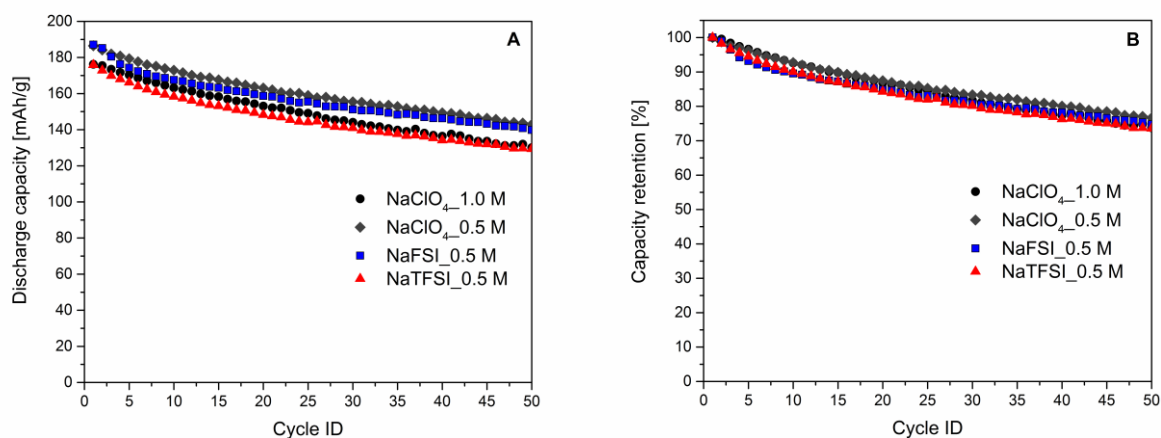 A
Discharge capacity [mAh/g]
200
180
160
140
120
100
80
60
40
20
0
NaClO₄_1.0 M
NaClO₄_0.5 M
NaFSI_0.5 M
NaTFSI_0.5 M
0 5 10 15 20 25 30 35 40 45 50
Cycle ID
B
Capacity retention [%]
100
90
80
70
60
50
40
30
20
10
0
NaClO₄_1.0 M
NaClO₄_0.5 M
NaFSI_0.5 M
NaTFSI_0.5 M
0 5 10 15 20 25 30 35 40 45 50
Cycle ID